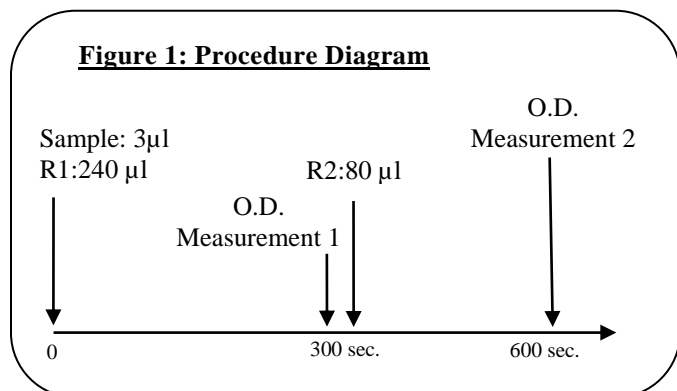 Figure 1: Procedure Diagram
O.D.
Measurement 2
Sample: 3µl
R1:240 µl
R2:80 µl
O.D.
Measurement 1
0
300 sec.
600 sec.